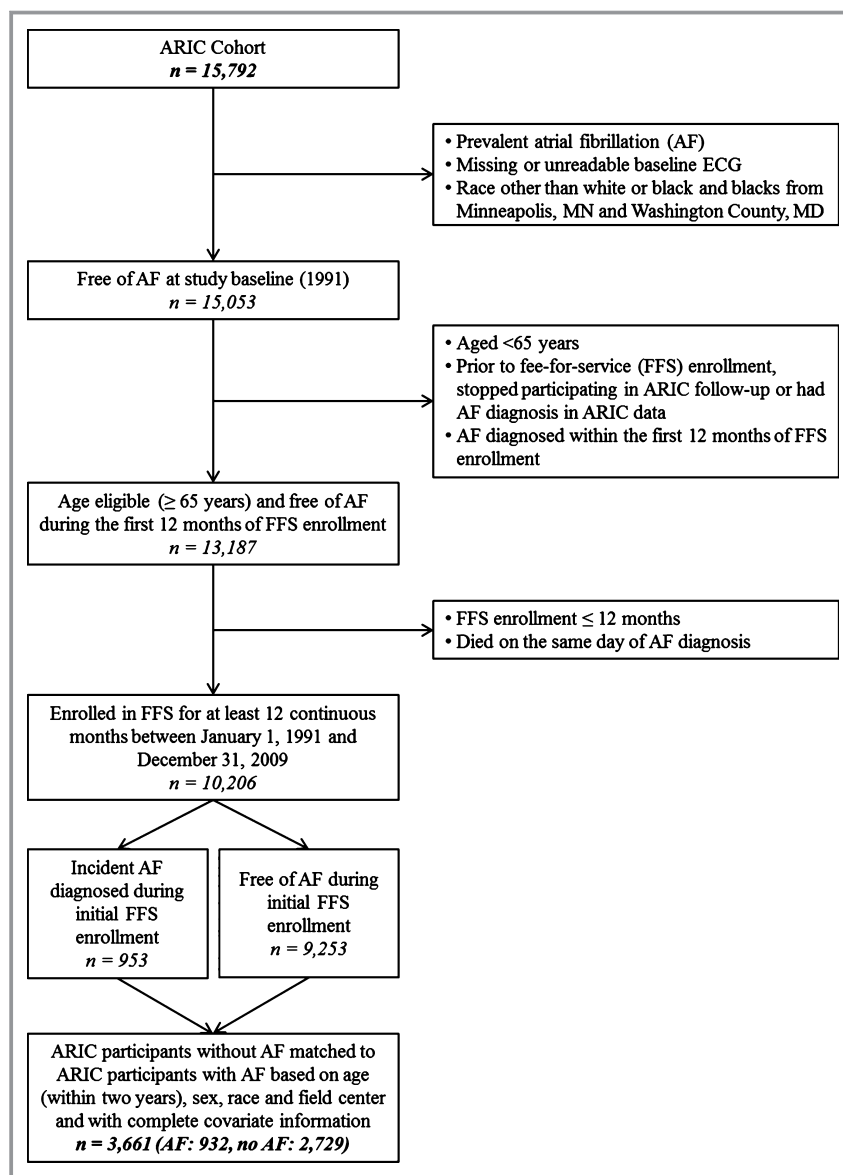 ARIC Cohort
n = 15,792
• Prevalent atrial fibrillation (AF)
• Missing or unreadable baseline ECG
• Race other than white or black and blacks from
Minneapolis, MN and Washington County, MD
Free of AF at study baseline (1991)
n = 15,053
• Aged <65 years
• Prior to fee-for-service (FFS) enrollment,
stopped participating in ARIC follow-up or had
AF diagnosis in ARIC data
• AF diagnosed within the first 12 months of FFS
enrollment
Age eligible (≥ 65 years) and free of AF
during the first 12 months of FFS enrollment
n = 13,187
• FFS enrollment ≤ 12 months
• Died on the same day of AF diagnosis
Enrolled in FFS for at least 12 continuous
months between January 1, 1991 and
December 31, 2009
n = 10,206
Incident AF
diagnosed during
initial FFS
enrollment
n = 953
Free of AF during
initial FFS
enrollment
n = 9,253
ARIC participants without AF matched to
ARIC participants with AF based on age
(within two years), sex, race and field center
and with complete covariate information
n = 3,661 (AF: 932, no AF: 2,729)